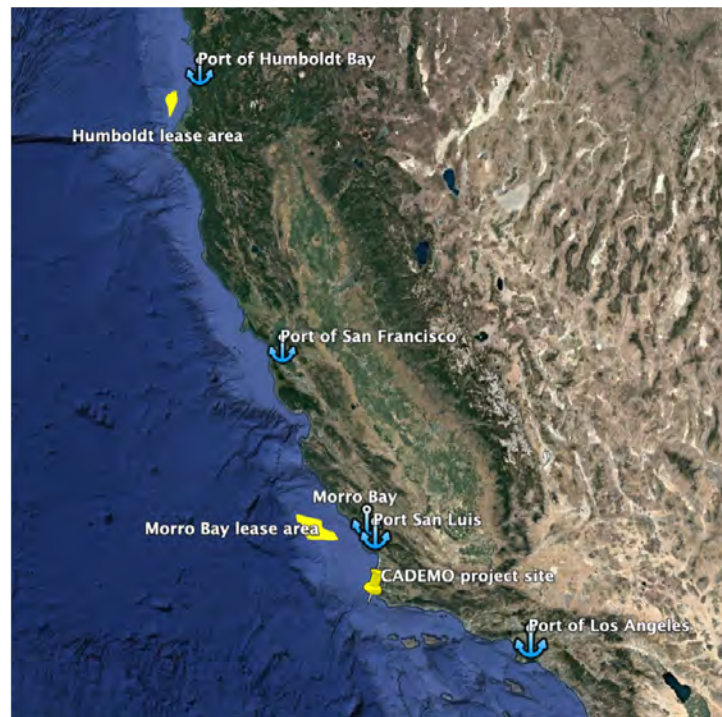 Port of Humboldt Bay
Humboldt lease area
Port of San Francisco
Morro Bay
Port San Luis
Morro Bay lease area
CADEMO project site
Port of Los Angeles